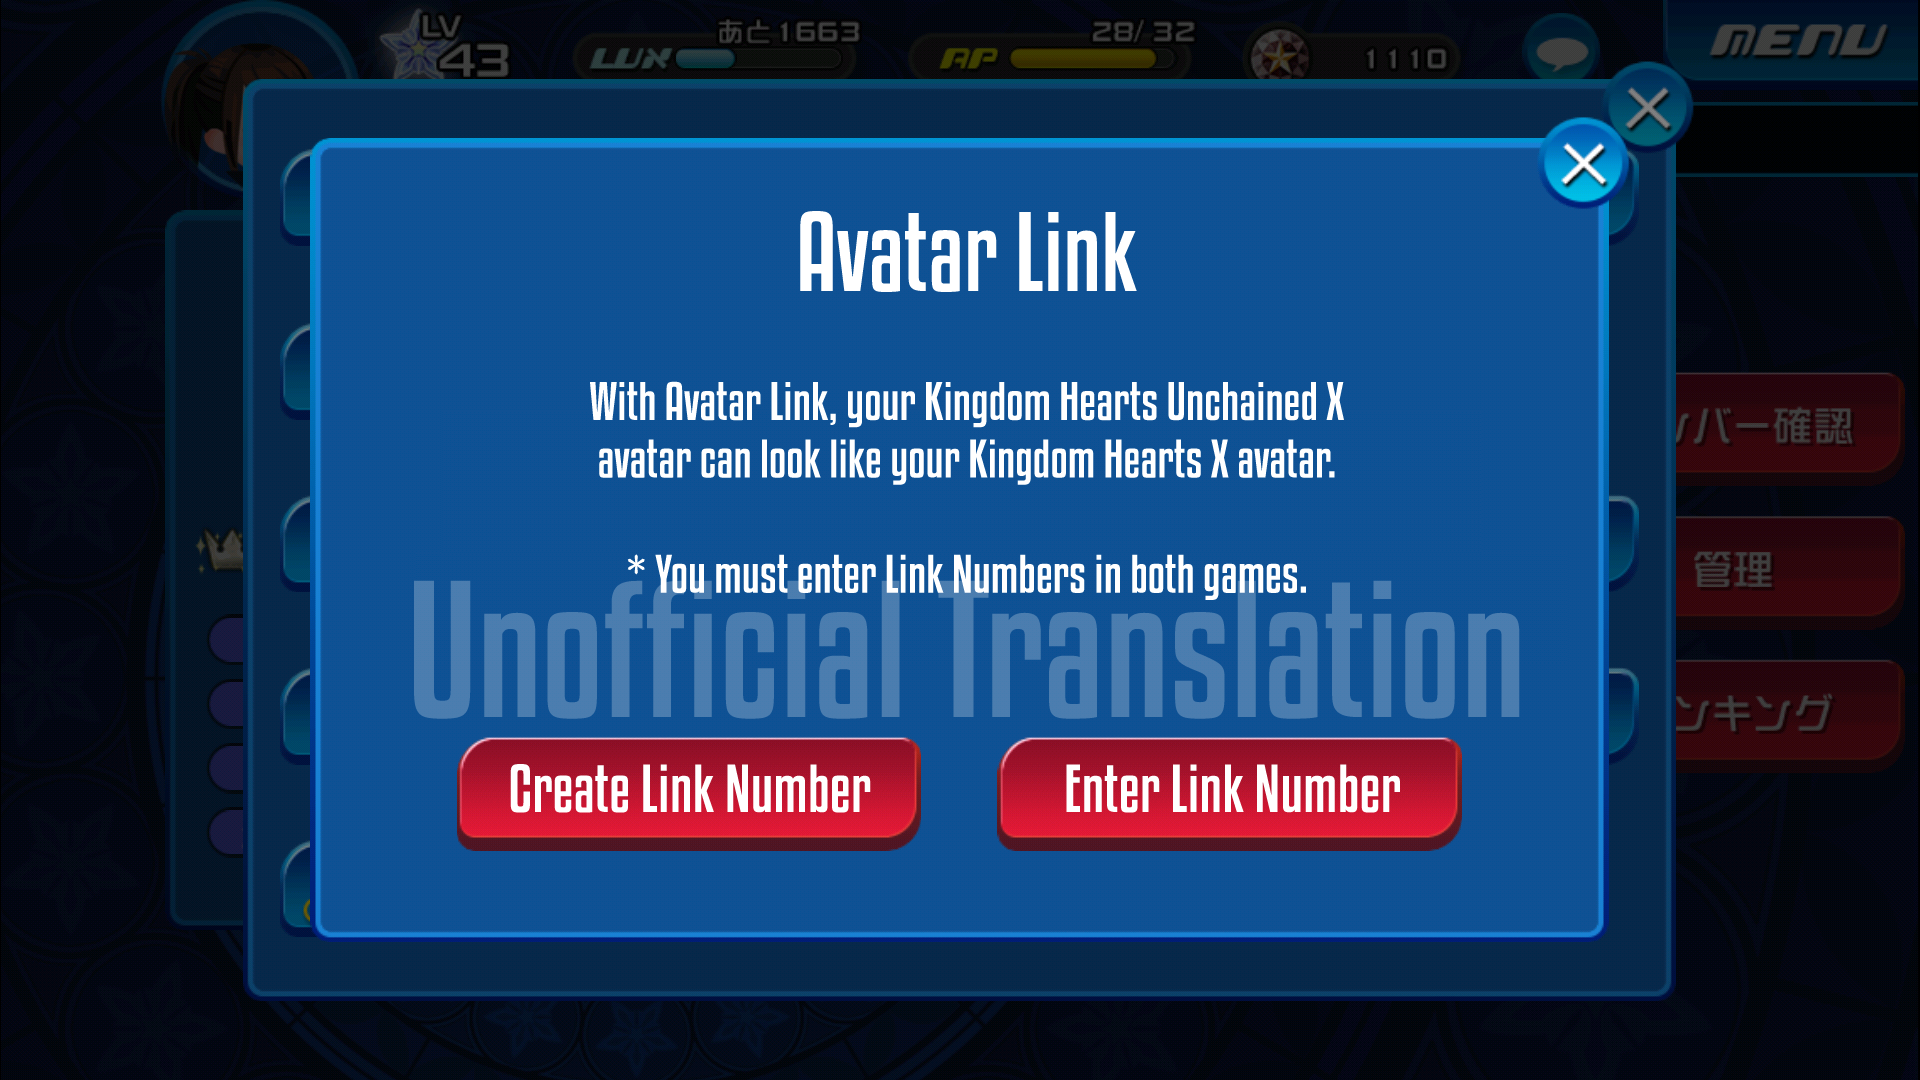 LV
43
LUX
あと1663
AP
28/32
1110
MENU
Avatar Link
With Avatar Link, your Kingdom Hearts Unchained X
avatar can look like your Kingdom Hearts X avatar.
* You must enter Link Numbers in both games.
Unofficial Translation
Create Link Number
Enter Link Number
バー確認
管理
ンキング